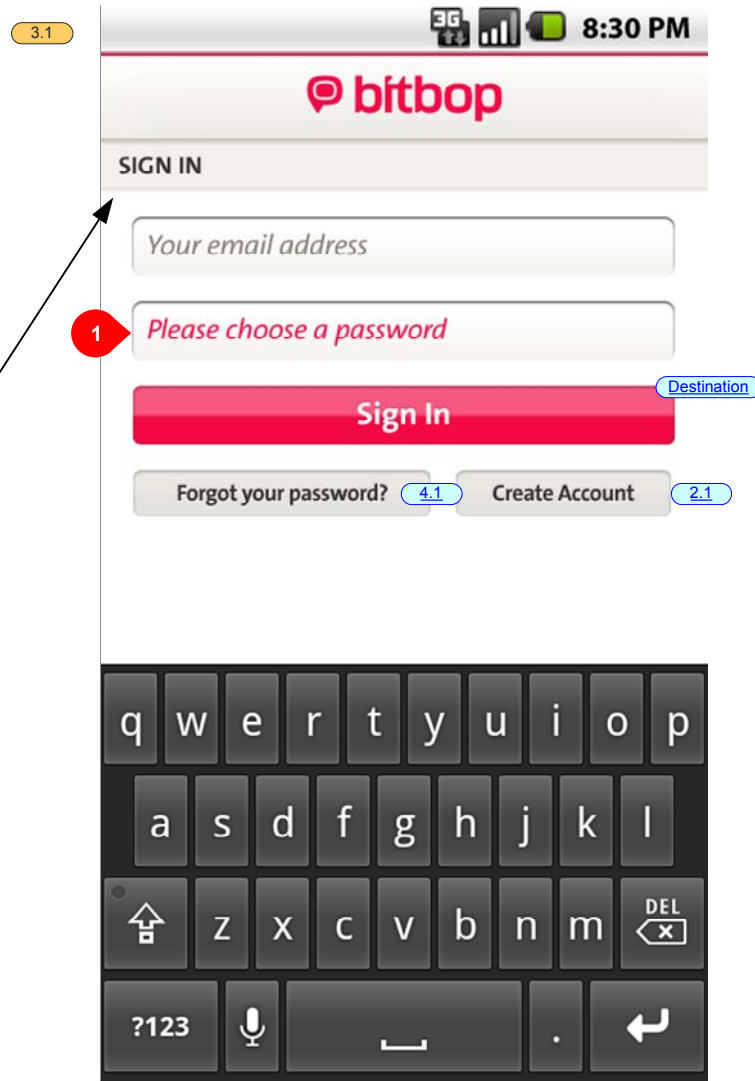 3.1
3G 8:30 PM
bitbop
SIGN IN
Your email address
1 Please choose a password
Destination
Sign In
Forgot your password? 4.1 Create Account 2.1
q w e r t y u i o p
a s d f g h j k l
z x c v b n m DEL
?123 .